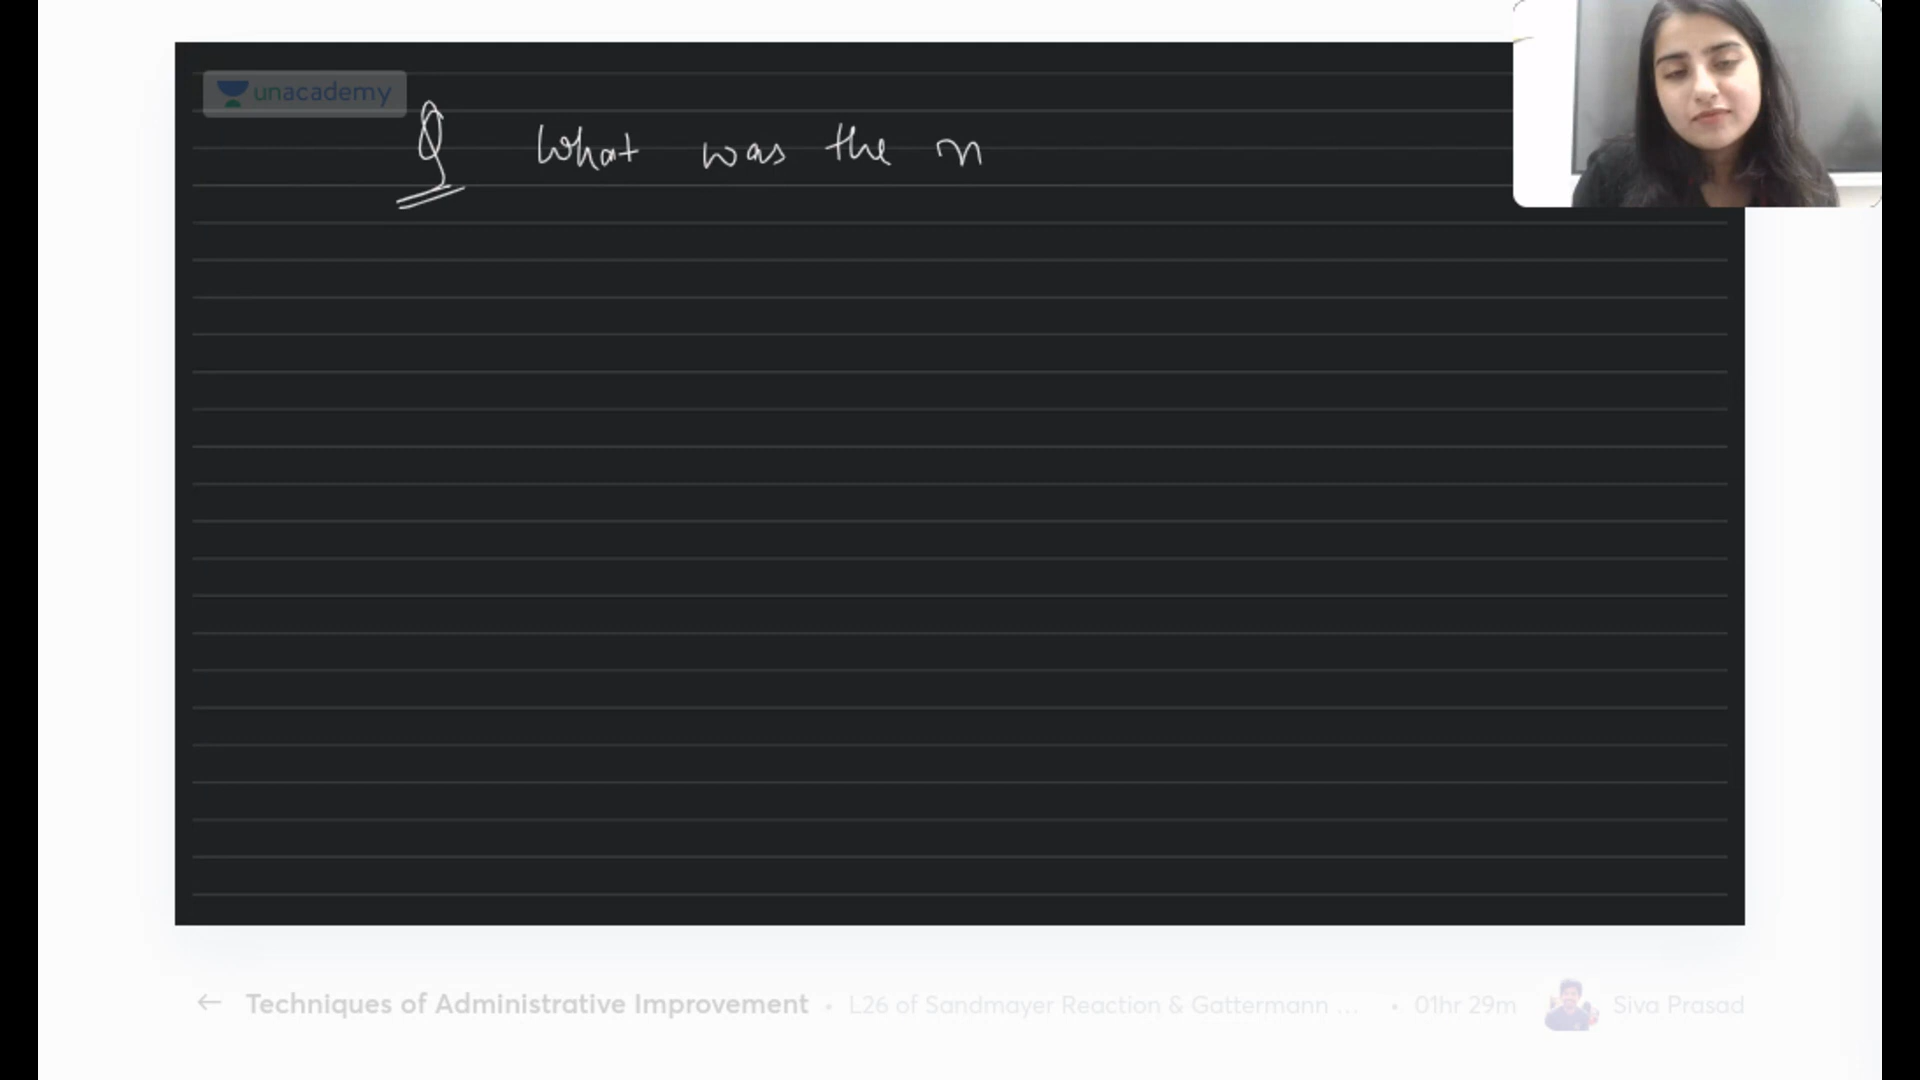 unacademy
Q What was the m
Techniques of Administrative Improvement • L26 of Sandmayer Reaction & Gattermann ... • 01hr 29m Siva Prasad